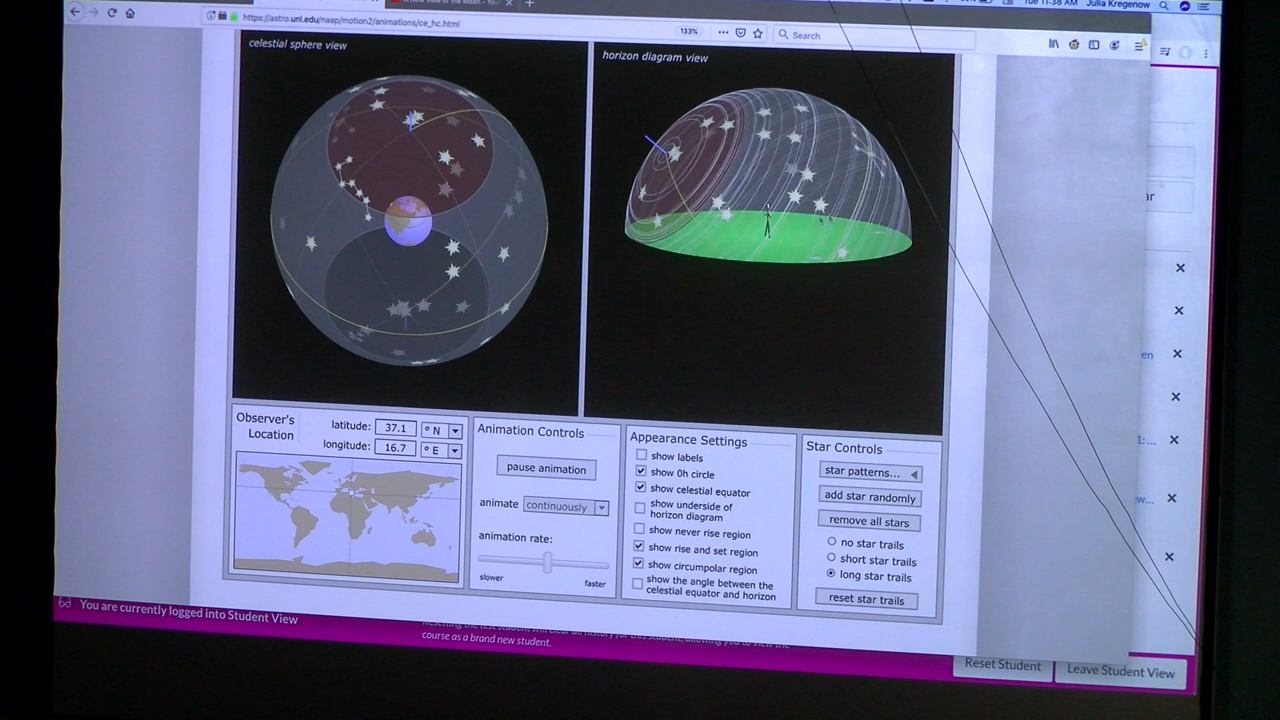 Tue 11:38 AM Julia Kregenow
https://astro.unl.edu/naap/motion2/animations/ce_hc.html
133%
Search
celestial sphere view
horizon diagram view
Observer's
Location
latitude: 37.1 ° N
longitude: 16.7 ° E
Animation Controls
pause animation
animate continuously
animation rate:
slower
faster
Appearance Settings
show labels
show 0h circle
show celestial equator
show underside of
horizon diagram
show never rise region
show rise and set region
show circumpolar region
show the angle between the
celestial equator and horizon
Star Controls
star patterns...
add star randomly
remove all stars
no star trails
short star trails
long star trails
reset star trails
ar
en
1:...
w...
You are currently logged into Student View
course as a brand new student.
Reset Student
Leave Student View